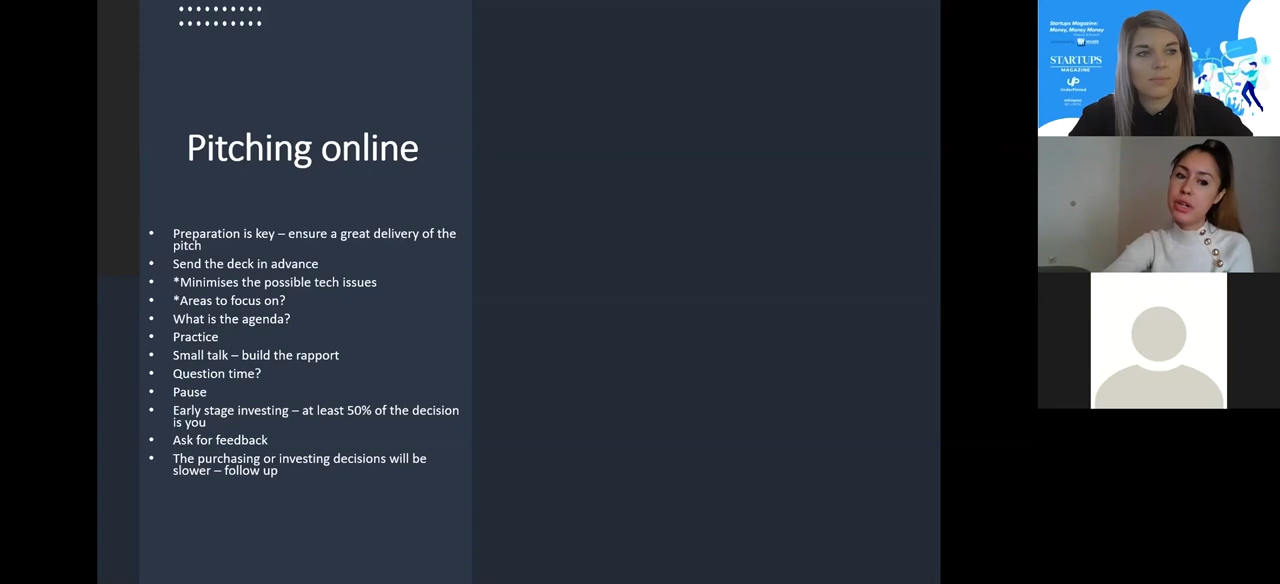 Pitching online
• Preparation is key – ensure a great delivery of the
pitch
• Send the deck in advance
• *Minimises the possible tech issues
• *Areas to focus on?
• What is the agenda?
• Practice
• Small talk – build the rapport
• Question time?
• Pause
• Early stage investing – at least 50% of the decision
is you
• Ask for feedback
• The purchasing or investing decisions will be
slower – follow up
Startups Magazine:
Money, Money, Money
STARTUPS
MAGAZINE
UnderPinned